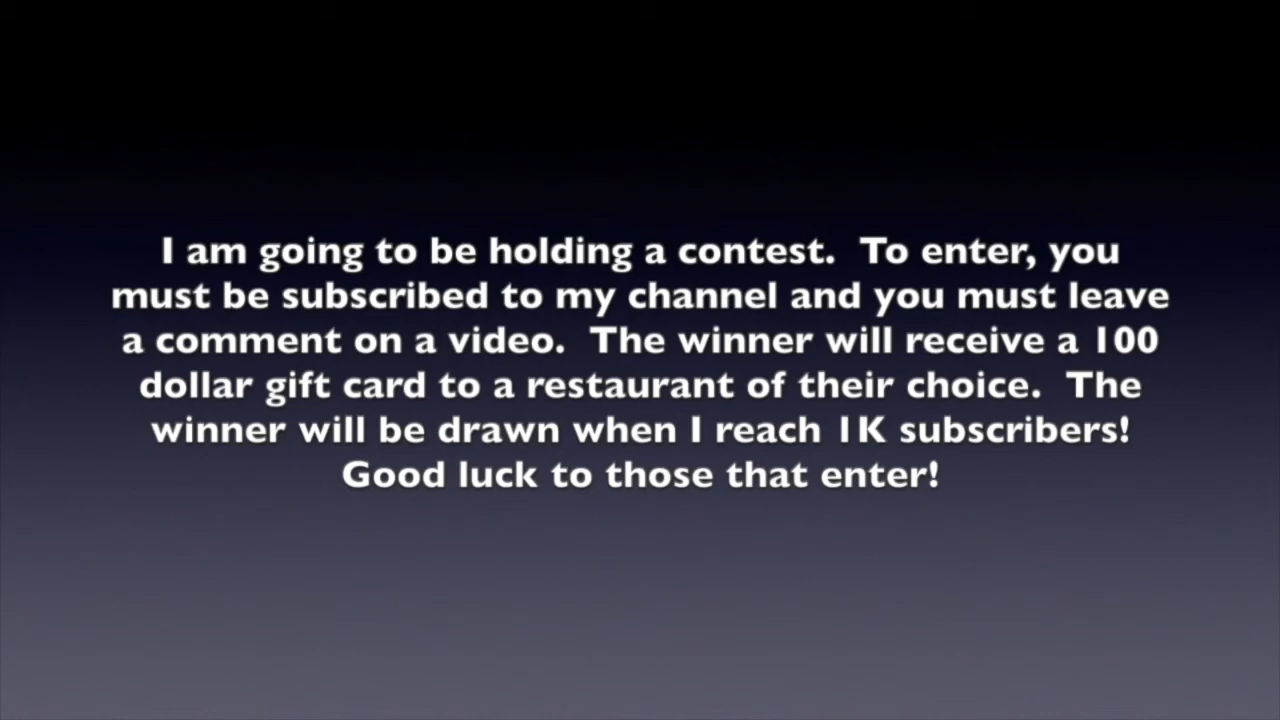 I am going to be holding a contest.  To enter, you
must be subscribed to my channel and you must leave
a comment on a video.  The winner will receive a 100
dollar gift card to a restaurant of their choice.  The
winner will be drawn when I reach 1K subscribers!
Good luck to those that enter!